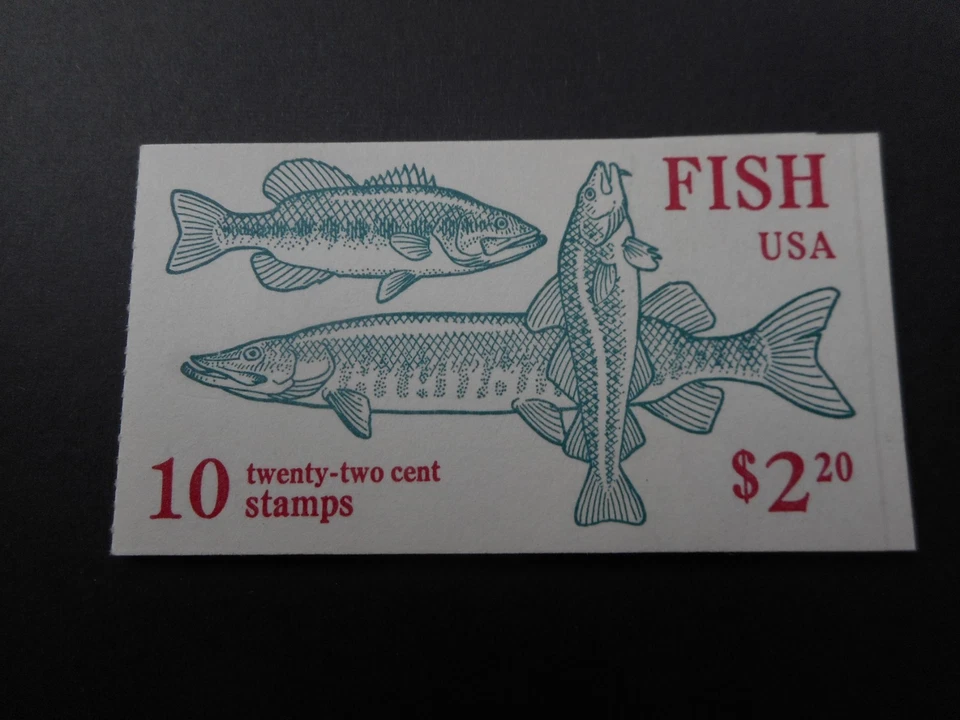 FISH
USA
10 twenty-two cent
stamps
$2 20